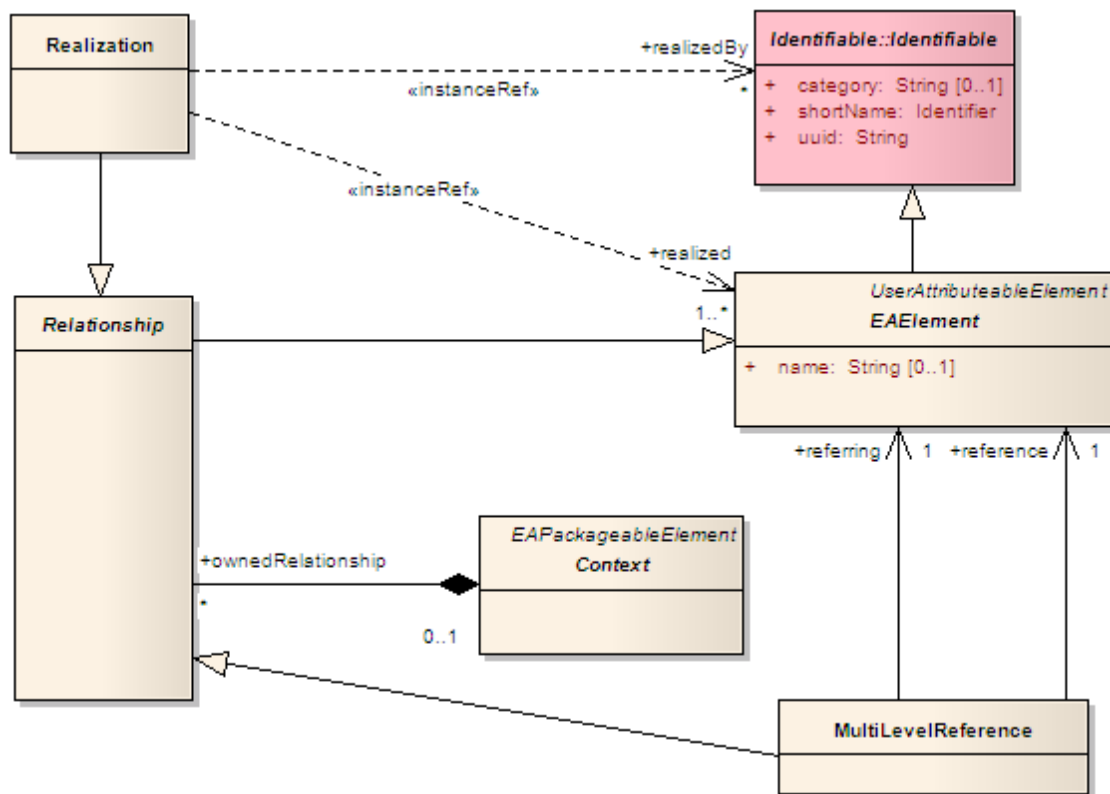 Realization
Identifiable::Identifiable
+ category: String [0..1]
+ shortName: Identifier
+ uuid: String
+realizedBy
*
«instanceRef»
«instanceRef»
+realized
1..*
UserAttributeableElement
EAElement
+ name: String [0..1]
Relationship
+referring 1 +reference 1
EAPackageableElement
Context
+ownedRelationship
*
0..1
MultiLevelReference